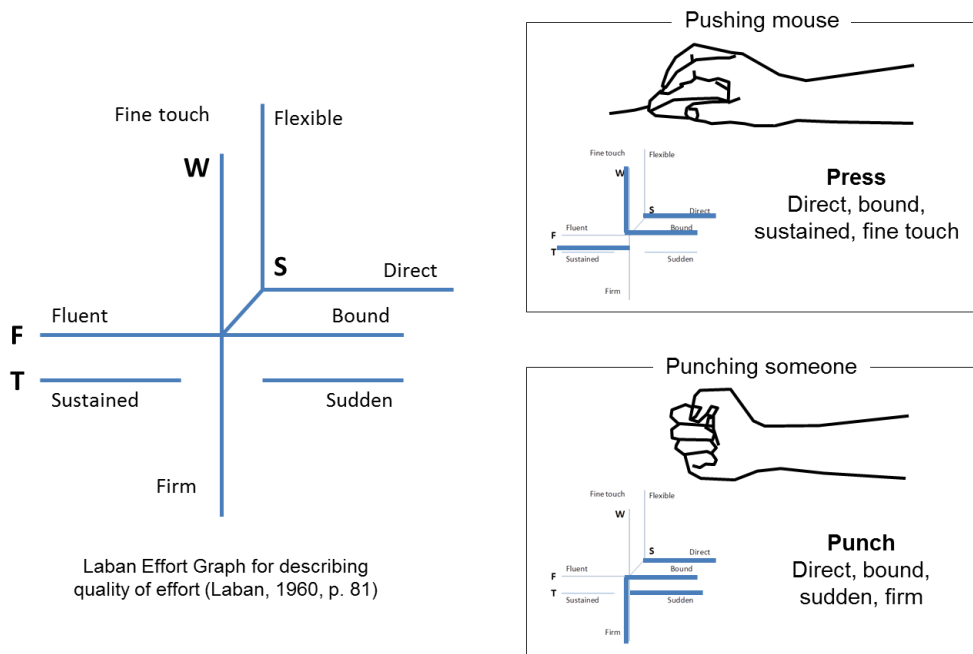 Fine touch
Flexible
W
S
Direct
Fluent
Bound
F
T
Sustained
Sudden
Firm
Laban Effort Graph for describing
quality of effort (Laban, 1960, p. 81)
Pushing mouse
Fine touch
Flexible
W
S
Direct
Fluent
Bound
F
T
Sustained
Sudden
Firm
Press
Direct, bound,
sustained, fine touch
Punching someone
Fine touch
Flexible
W
S
Direct
Fluent
Bound
F
T
Sustained
Sudden
Firm
Punch
Direct, bound,
sudden, firm